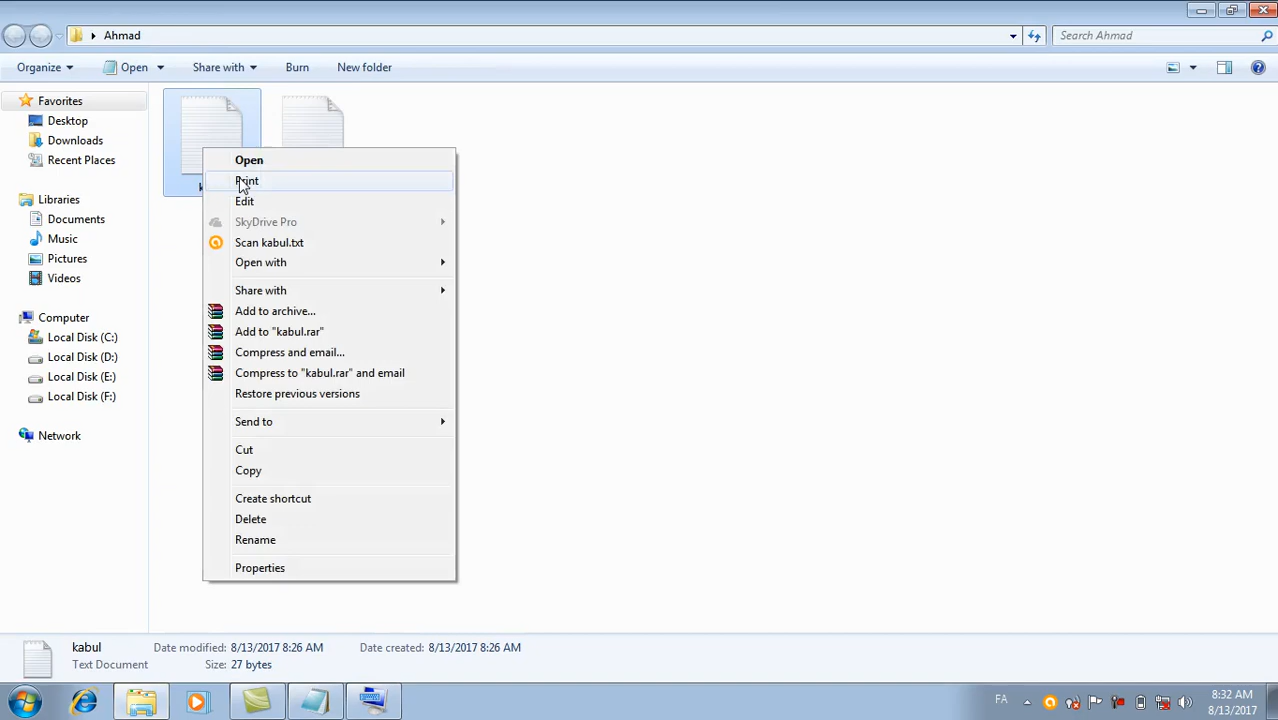 Ahmad
Search Ahmad
Organize
Open
Share with
Burn
New folder
Favorites
Desktop
Downloads
Recent Places
Libraries
Documents
Music
Pictures
Videos
Computer
Local Disk (C:)
Local Disk (D:)
Local Disk (E:)
Local Disk (F:)
Network
Open
Print
Edit
SkyDrive Pro
Scan kabul.txt
Open with
Share with
Add to archive...
Add to "kabul.rar"
Compress and email...
Compress to "kabul.rar" and email
Restore previous versions
Send to
Cut
Copy
Create shortcut
Delete
Rename
Properties
kabul Date modified: 8/13/2017 8:26 AM Date created: 8/13/2017 8:26 AM
Text Document Size: 27 bytes
FA
8:32 AM
8/13/2017